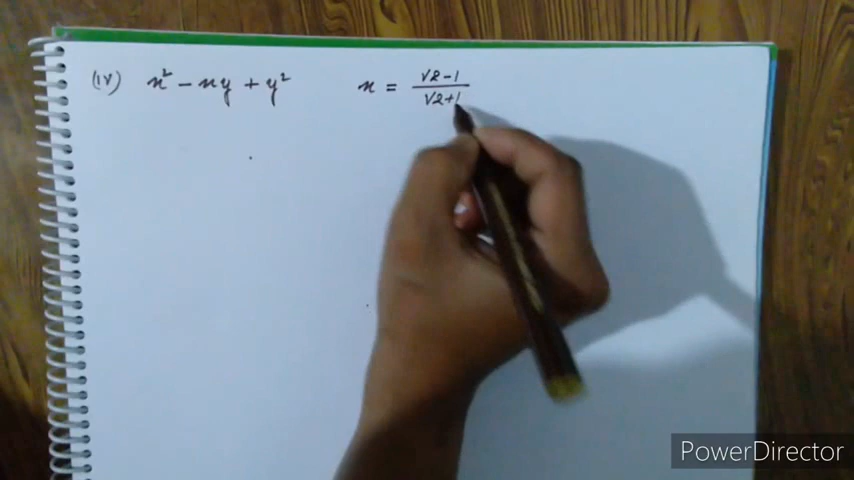 (iv) x² - xy + y² x = √2-1/√2+1
PowerDirector